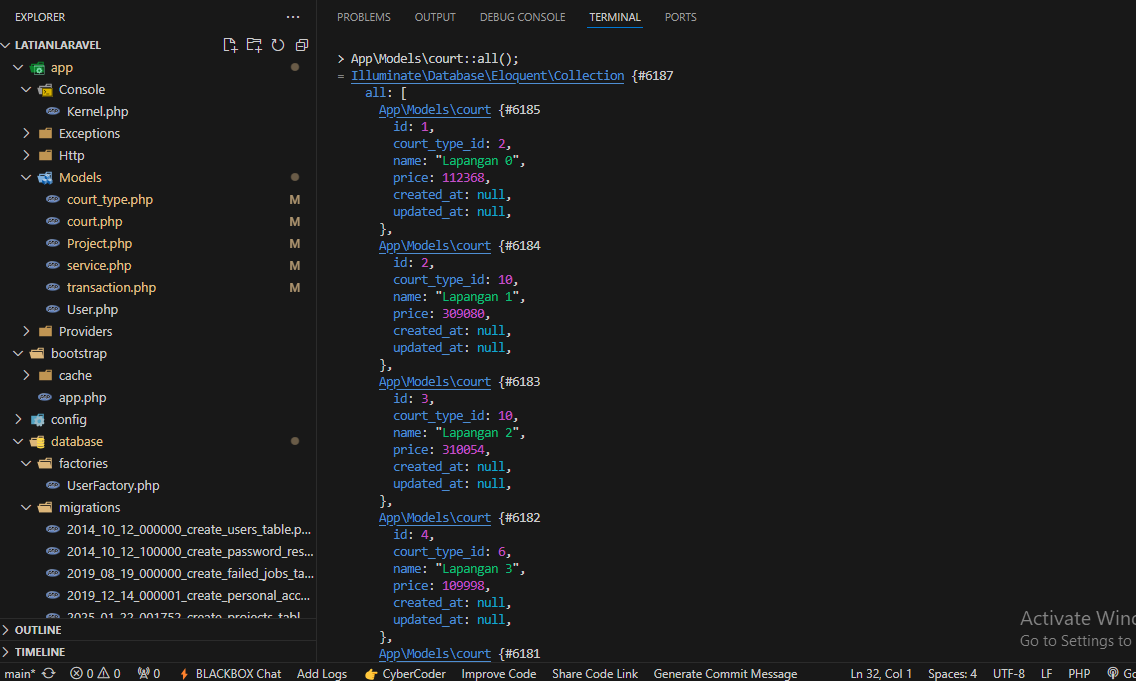 EXPLORER
LATIANLARAVEL
app
Console
Kernel.php
Exceptions
Http
Models
court_type.php M
court.php M
Project.php M
service.php M
transaction.php M
User.php
Providers
bootstrap
cache
app.php
config
database
factories
UserFactory.php
migrations
2014_10_12_000000_create_users_table.p...
2014_10_12_100000_create_password_res...
2019_08_19_000000_create_failed_jobs_ta...
2019_12_14_000001_create_personal_acc...
2025_01_22_001752_create_projects_tabl
OUTLINE
TIMELINE
PROBLEMS OUTPUT DEBUG CONSOLE TERMINAL PORTS
> App\Models\court::all();
= Illuminate\Database\Eloquent\Collection {#6187
all: [
App\Models\court {#6185
id: 1,
court_type_id: 2,
name: "Lapangan 0",
price: 112368,
created_at: null,
updated_at: null,
},
App\Models\court {#6184
id: 2,
court_type_id: 10,
name: "Lapangan 1",
price: 309080,
created_at: null,
updated_at: null,
},
App\Models\court {#6183
id: 3,
court_type_id: 10,
name: "Lapangan 2",
price: 310054,
created_at: null,
updated_at: null,
},
App\Models\court {#6182
id: 4,
court_type_id: 6,
name: "Lapangan 3",
price: 109998,
created_at: null,
updated_at: null,
},
App\Models\court {#6181
Activate Win
Go to Settings to
main* 0 0 0 BLACKBOX Chat Add Logs CyberCoder Improve Code Share Code Link Generate Commit Message Ln 32, Col 1 Spaces: 4 UTF-8 LF PHP Go